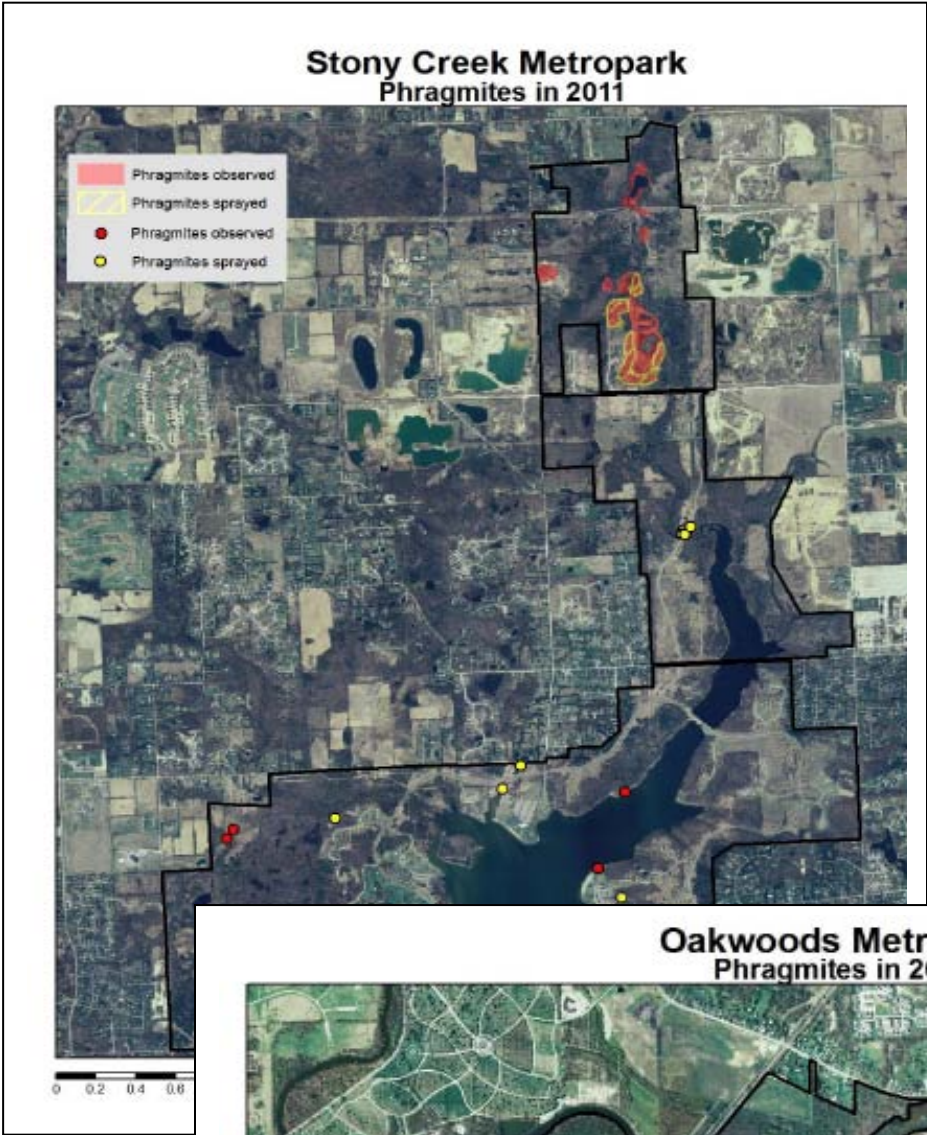 Stony Creek Metropark
Phragmites in 2011
Phragmites observed
Phragmites sprayed
Phragmites observed
Phragmites sprayed
0 0.2 0.4 0.6
Oakwoods Metr
Phragmites in 20